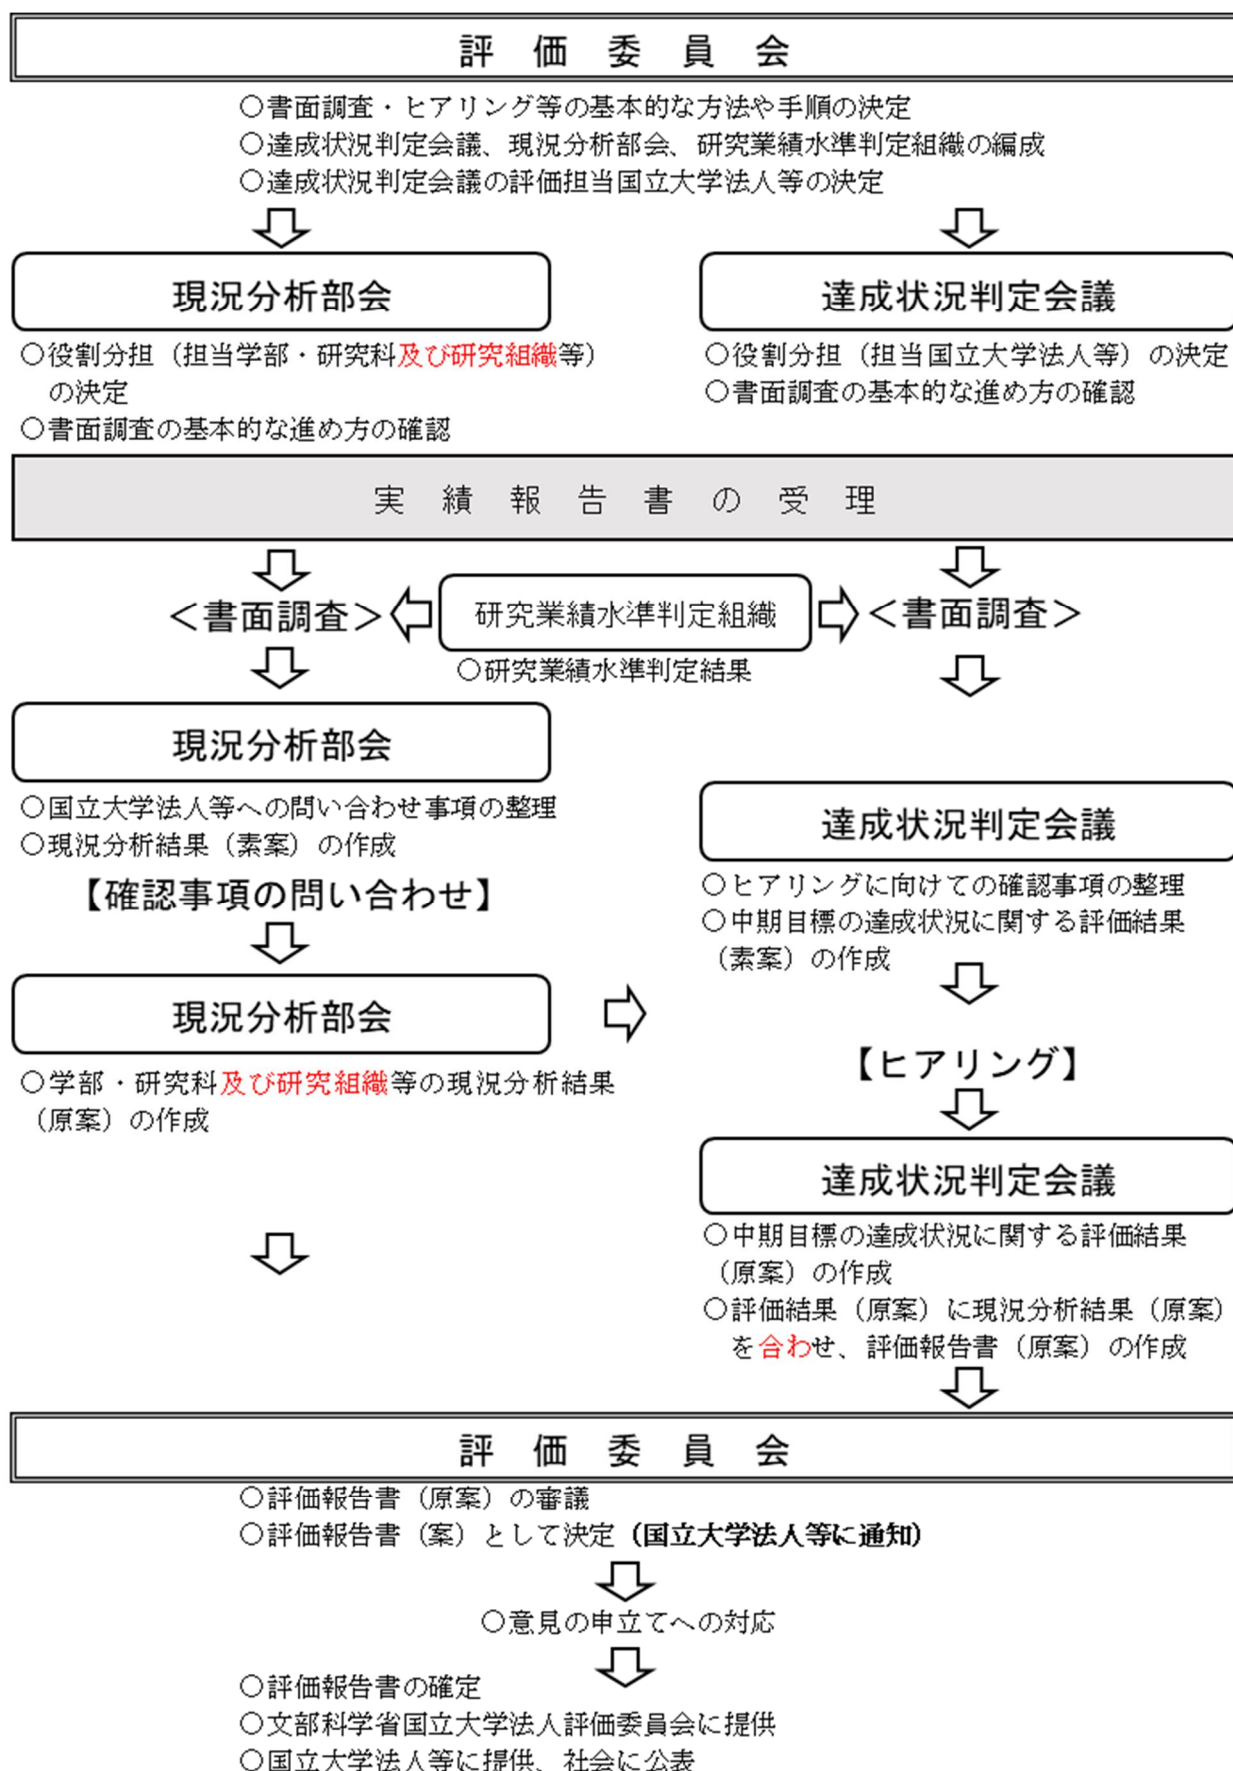 評価委員会
○書面調査・ヒアリング等の基本的な方法や手順の決定
○達成状況判定会議、現況分析部会、研究業績水準判定組織の編成
○達成状況判定会議の評価担当国立大学法人等の決定
現況分析部会
○役割分担（担当学部・研究科及び研究組織等）
の決定
○書面調査の基本的な進め方の確認
達成状況判定会議
○役割分担（担当国立大学法人等）の決定
○書面調査の基本的な進め方の確認
実績報告書の受理
＜書面調査＞
研究業績水準判定組織
○研究業績水準判定結果
＜書面調査＞
現況分析部会
○国立大学法人等への問い合わせ事項の整理
○現況分析結果（素案）の作成
【確認事項の問い合わせ】
現況分析部会
○学部・研究科及び研究組織等の現況分析結果
（原案）の作成
達成状況判定会議
○ヒアリングに向けての確認事項の整理
○中期目標の達成状況に関する評価結果
（素案）の作成
【ヒアリング】
達成状況判定会議
○中期目標の達成状況に関する評価結果
（原案）の作成
○評価結果（原案）に現況分析結果（原案）
を合わせ、評価報告書（原案）の作成
評価委員会
○評価報告書（原案）の審議
○評価報告書（案）として決定（国立大学法人等に通知）
○意見の申立てへの対応
○評価報告書の確定
○文部科学省国立大学法人評価委員会に提供
○国立大学法人等に提供、社会に公表